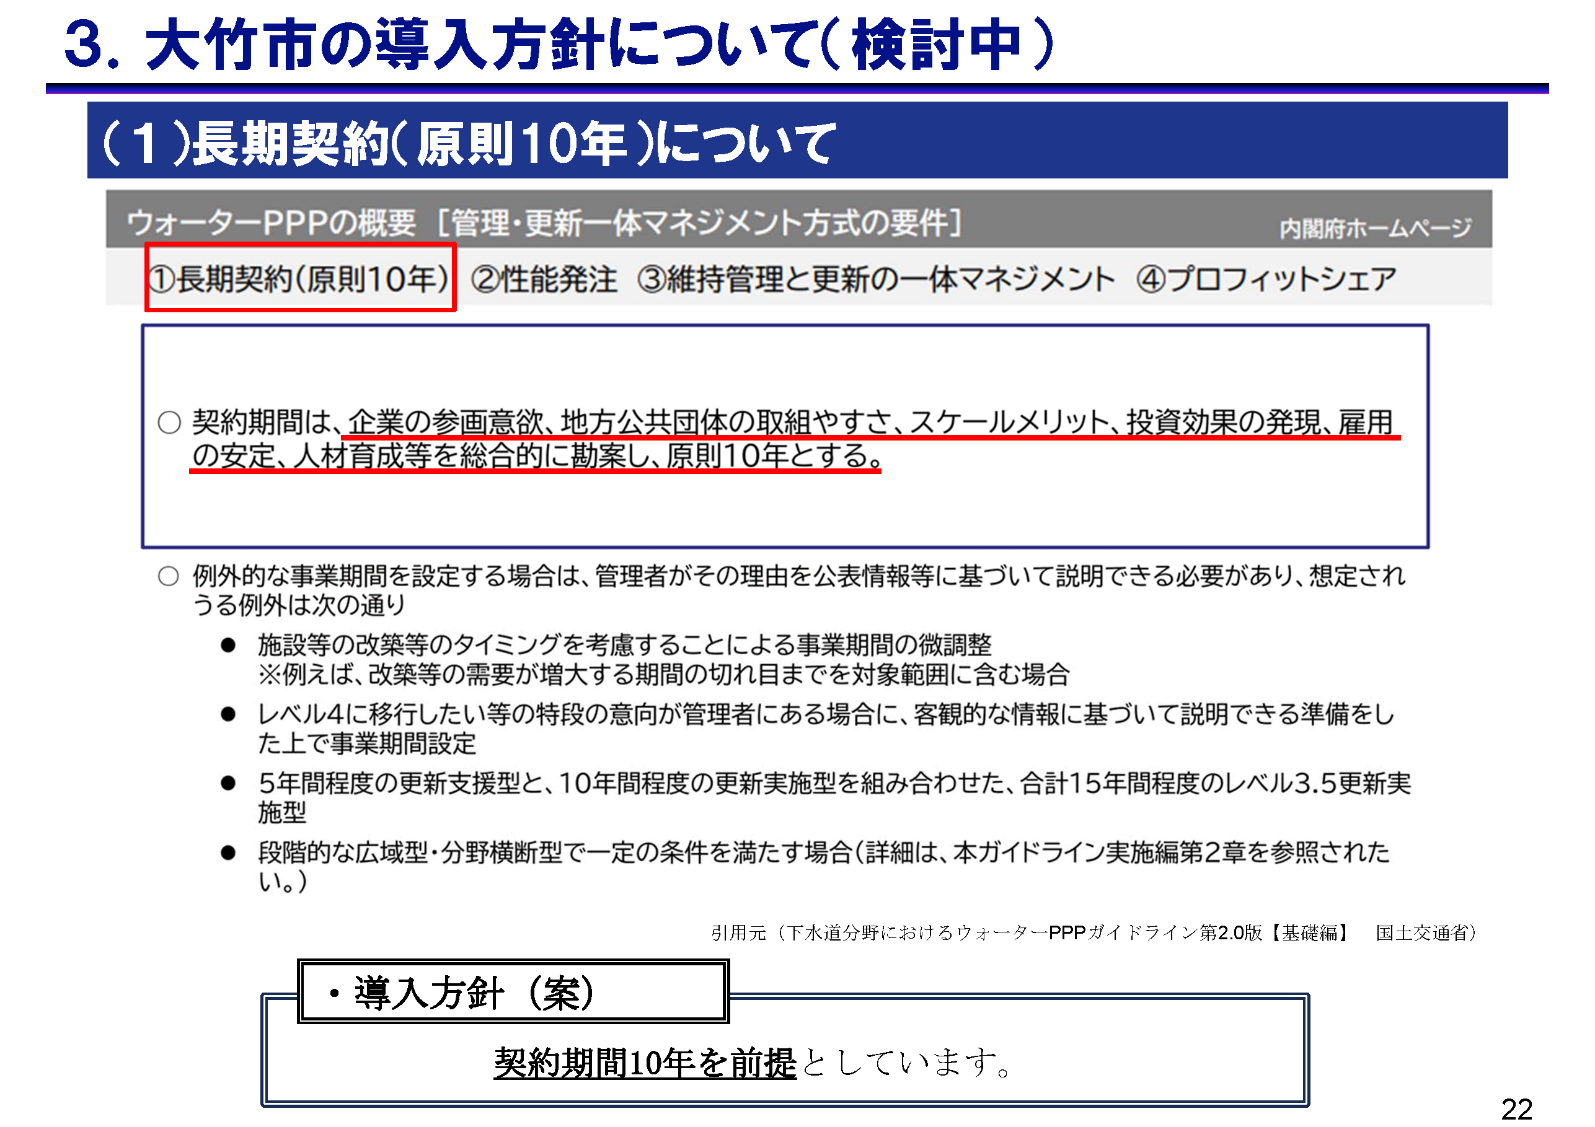 3．大竹市の導入方針について（検討中）
（１）長期契約（原則10年）について
ウォーターPPPの概要［管理・更新一体マネジメント方式の要件］
内閣府ホームページ
①長期契約（原則10年） ②性能発注 ③維持管理と更新の一体マネジメント ④プロフィットシェア
○ 契約期間は、企業の参画意欲、地方公共団体の取組やすさ、スケールメリット、投資効果の発現、雇用
の安定、人材育成等を総合的に勘案し、原則10年とする。
○ 例外的な事業期間を設定する場合は、管理者がその理由を公表情報等に基づいて説明できる必要があり、想定され
うる例外は次の通り
● 施設等の改築等のタイミングを考慮することによる事業期間の微調整
※例えば、改築等の需要が増大する期間の切れ目までを対象範囲に含む場合
● レベル4に移行したい等の特段の意向が管理者にある場合に、客観的な情報に基づいて説明できる準備をし
た上で事業期間設定
● 5年間程度の更新支援型と、10年間程度の更新実施型を組み合わせた、合計15年間程度のレベル3.5更新実
施型
● 段階的な広域型・分野横断型で一定の条件を満たす場合（詳細は、本ガイドライン実施編第2章を参照された
い。）
引用元（下水道分野におけるウォーターPPPガイドライン第2.0版【基礎編】　国土交通省）
・導入方針（案）
契約期間10年を前提としています。
22